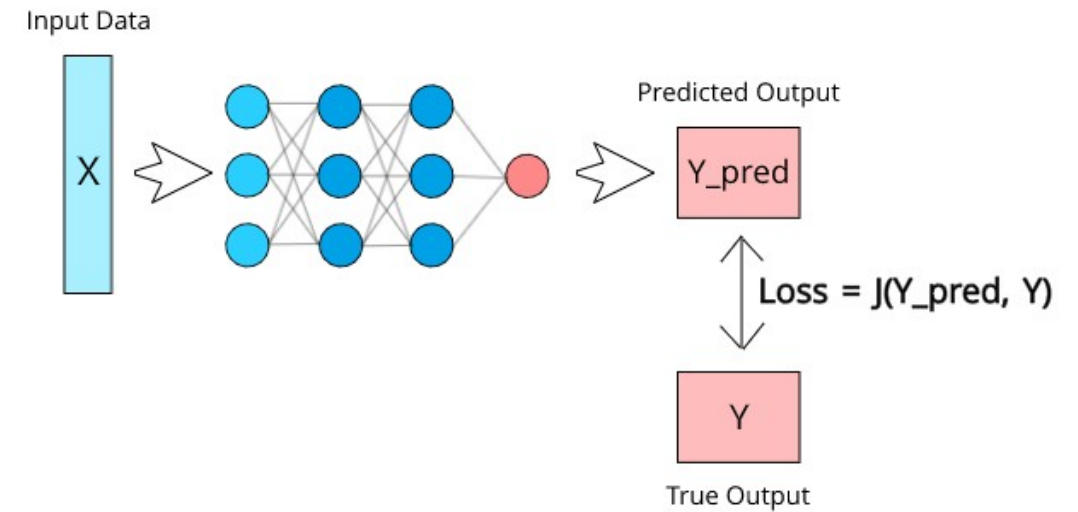 Input Data
X
Predicted Output
Y_pred
Loss = J(Y_pred, Y)
Y
True Output